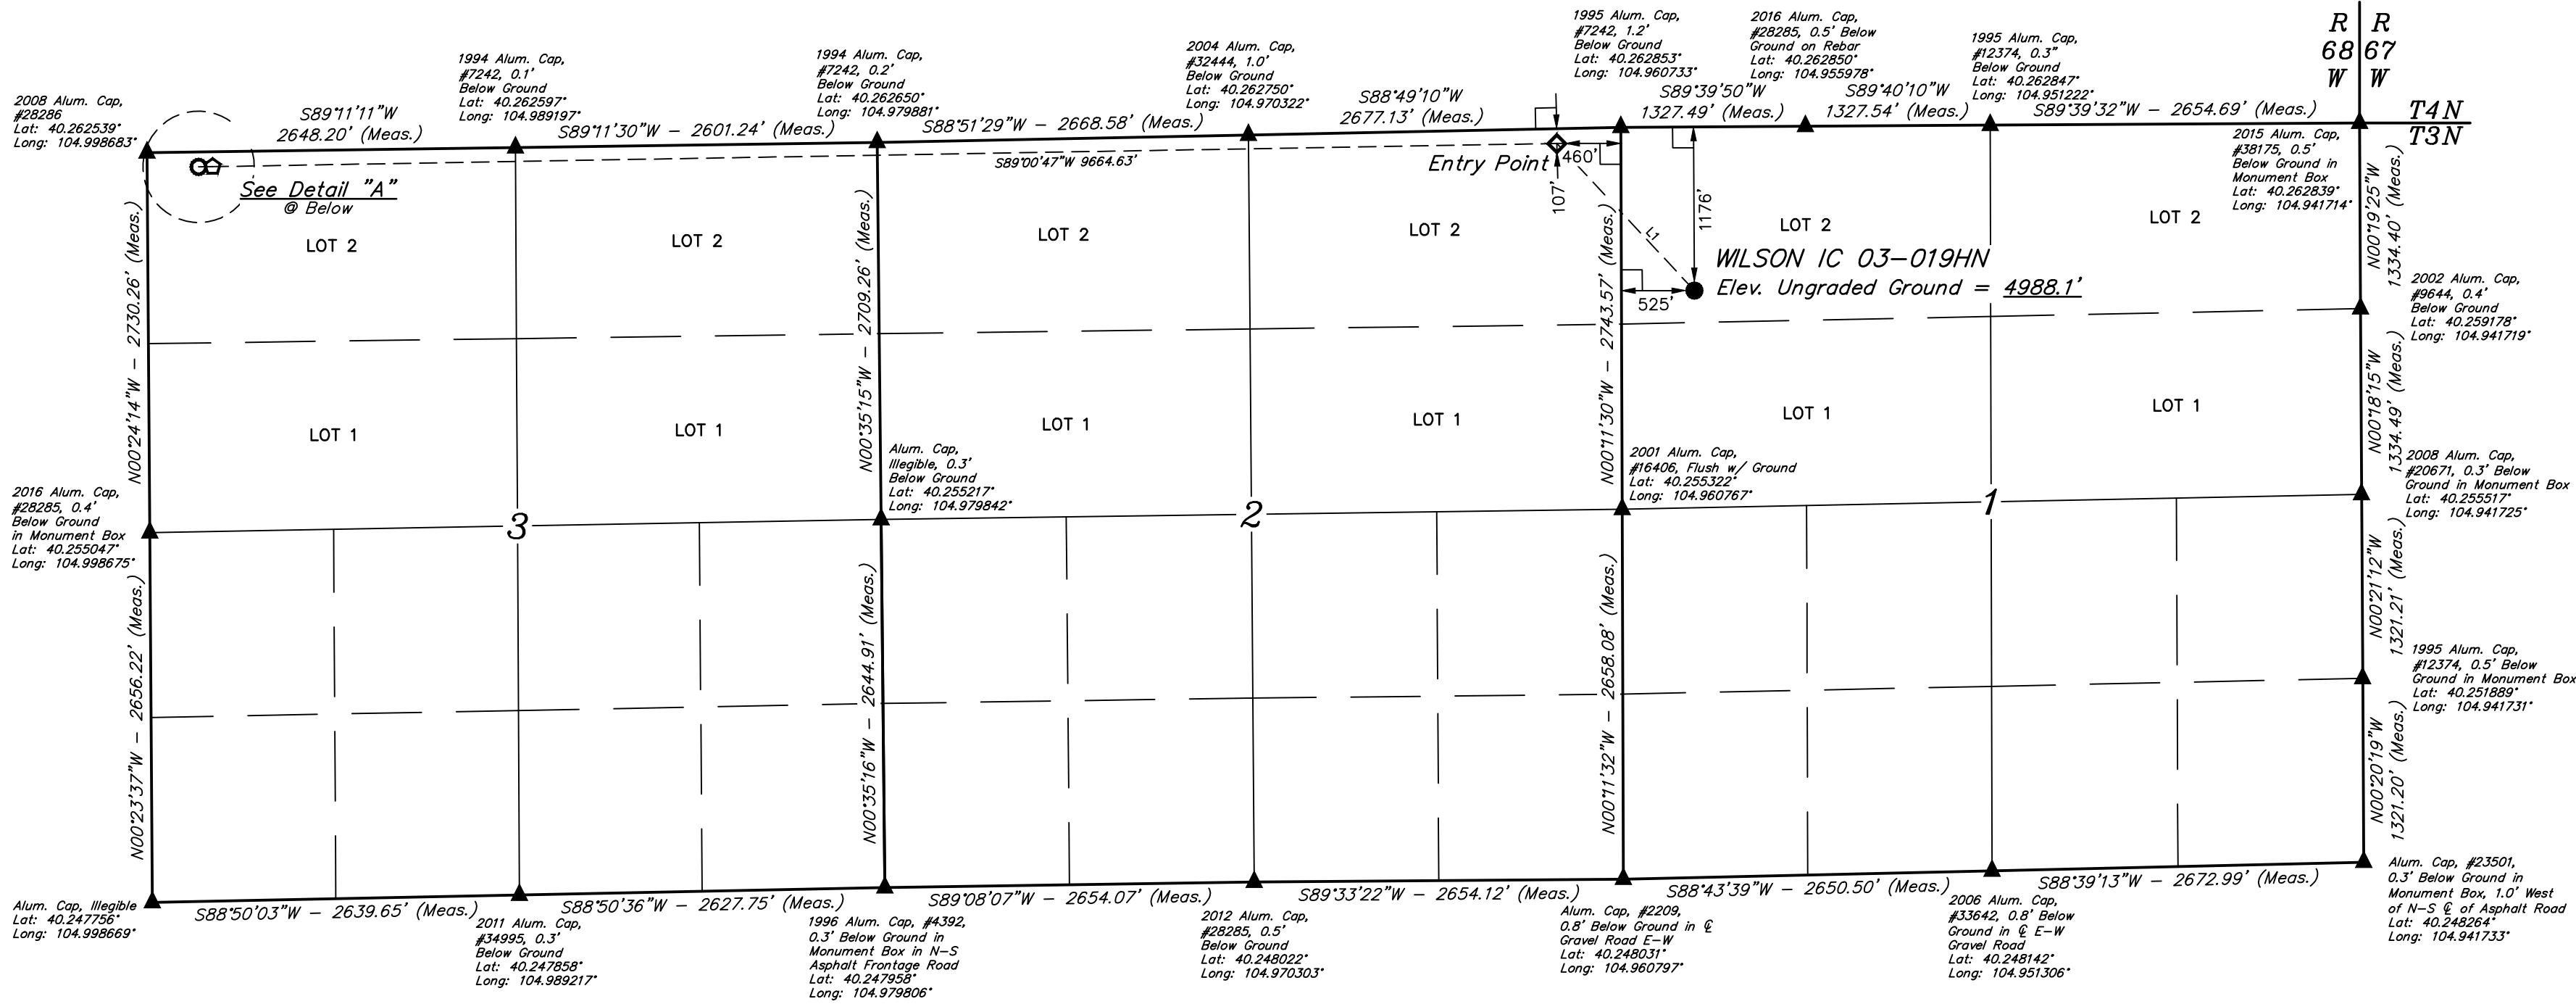 R R
68 67
W W
T4N
T3N
2008 Alum. Cap,
#28286
Lat: 40.262539°
Long: 104.998683°
S89°11'11"W
2648.20' (Meas.)
1994 Alum. Cap,
#7242, 0.1'
Below Ground
Lat: 40.262597°
Long: 104.989197°
S89°11'30"W – 2601.24' (Meas.)
1994 Alum. Cap,
#7242, 0.2'
Below Ground
Lat: 40.262650°
Long: 104.979881°
S88°51'29"W – 2668.58' (Meas.)
2004 Alum. Cap,
#32444, 1.0'
Below Ground
Lat: 40.262750°
Long: 104.970322°
S88°49'10"W
2677.13' (Meas.)
1995 Alum. Cap,
#7242, 1.2'
Below Ground
Lat: 40.262853°
Long: 104.960733°
S89°39'50"W
1327.49' (Meas.)
2016 Alum. Cap,
#28285, 0.5' Below
Ground on Rebar
Lat: 40.262850°
Long: 104.955978°
S89°40'10"W
1327.54' (Meas.)
1995 Alum. Cap,
#12374, 0.3"
Below Ground
Lat: 40.262847°
Long: 104.951222°
S89°39'32"W – 2654.69' (Meas.)
2015 Alum. Cap,
#38175, 0.5'
Below Ground in
Monument Box
Lat: 40.262839°
Long: 104.941714°
See Detail "A"
@ Below
S89°00'47"W 9664.63'
Entry Point
460'
107'
1176'
L1
525'
WILSON IC 03-019HN
Elev. Ungraded Ground = 4988.1'
LOT 2
LOT 2
LOT 2
LOT 2
LOT 2
LOT 2
N00°24'14"W – 2730.26' (Meas.)
N00°35'15"W – 2709.26' (Meas.)
N00°11'30"W – 2743.57' (Meas.)
N00°19'25"W
1334.40' (Meas.)
2002 Alum. Cap,
#9644, 0.4'
Below Ground
Lat: 40.259178°
Long: 104.941719°
N00°18'15"W
1334.49' (Meas.)
LOT 1
LOT 1
LOT 1
LOT 1
LOT 1
LOT 1
2016 Alum. Cap,
#28285, 0.4'
Below Ground
in Monument Box
Lat: 40.255047°
Long: 104.998675°
Alum. Cap,
Illegible, 0.3'
Below Ground
Lat: 40.255217°
Long: 104.979842°
2001 Alum. Cap,
#16406, Flush w/ Ground
Lat: 40.255322°
Long: 104.960767°
2008 Alum. Cap,
#20671, 0.3' Below
Ground in Monument Box
Lat: 40.255517°
Long: 104.941725°
3
2
1
N00°23'37"W – 2656.22' (Meas.)
N00°35'16"W – 2644.91' (Meas.)
N00°11'32"W – 2658.08' (Meas.)
N00°21'12"W
1321.21' (Meas.)
1995 Alum. Cap,
#12374, 0.5' Below
Ground in Monument Box
Lat: 40.251889°
Long: 104.941731°
N00°20'19"W
1321.20' (Meas.)
Alum. Cap, Illegible
Lat: 40.247756°
Long: 104.998669°
S88°50'03"W – 2639.65' (Meas.)
2011 Alum. Cap,
#34995, 0.3'
Below Ground
Lat: 40.247858°
Long: 104.989217°
S88°50'36"W – 2627.75' (Meas.)
1996 Alum. Cap, #4392,
0.3' Below Ground in
Monument Box in N–S
Asphalt Frontage Road
Lat: 40.247958°
Long: 104.979806°
S89°08'07"W – 2654.07' (Meas.)
2012 Alum. Cap,
#28285, 0.5'
Below Ground
Lat: 40.248022°
Long: 104.970303°
S89°33'22"W – 2654.12' (Meas.)
Alum. Cap, #2209,
0.8' Below Ground in ℄
Gravel Road E–W
Lat: 40.248031°
Long: 104.960797°
S88°43'39"W – 2650.50' (Meas.)
2006 Alum. Cap,
#33642, 0.8' Below
Ground in ℄ E–W
Gravel Road
Lat: 40.248142°
Long: 104.951306°
S88°39'13"W – 2672.99' (Meas.)
Alum. Cap, #23501,
0.3' Below Ground in
Monument Box, 1.0' West
of N–S ℄ of Asphalt Road
Lat: 40.248264°
Long: 104.941733°